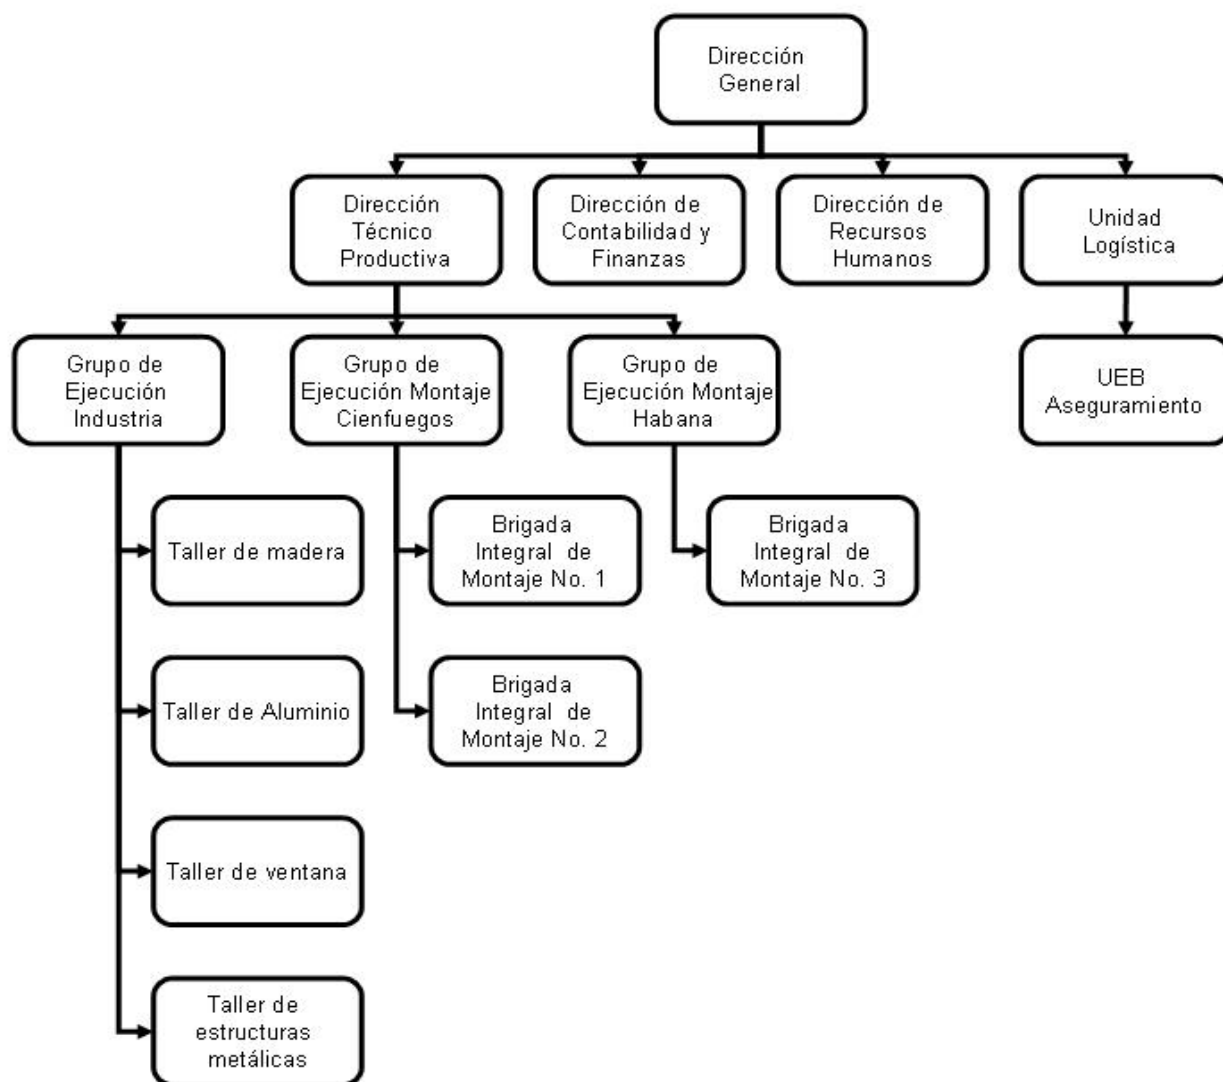 Dirección
General
Dirección
Técnico
Productiva
Dirección de
Contabilidad y
Finanzas
Dirección de
Recursos
Humanos
Unidad
Logística
Grupo de
Ejecución
Industria
Grupo de
Ejecución Montaje
Cienfuegos
Grupo de
Ejecución Montaje
Habana
UEB
Aseguramiento
Taller de madera
Brigada
Integral de
Montaje No. 1
Brigada
Integral de
Montaje No. 3
Taller de Aluminio
Brigada
Integral de
Montaje No. 2
Taller de ventana
Taller de
estructuras
metálicas